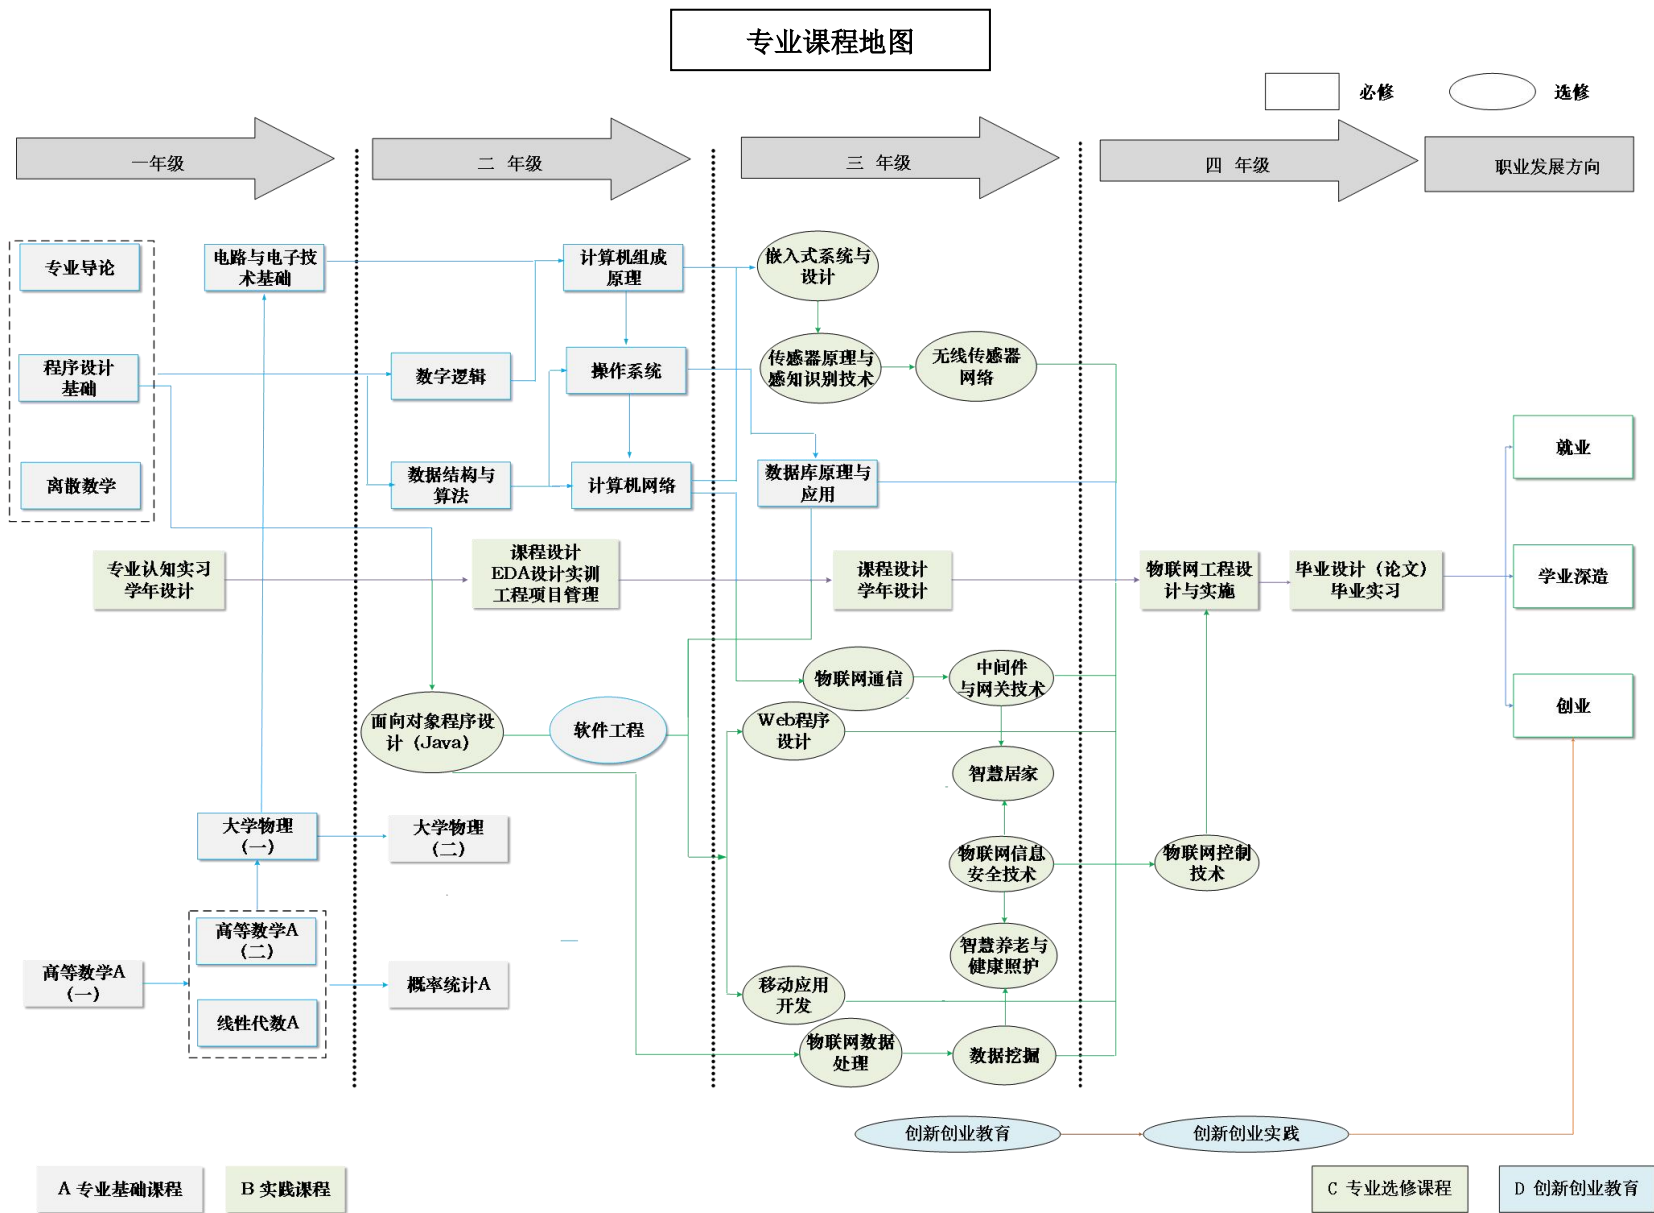 专业课程地图
必修
选修
一年级
二 年级
三 年级
四 年级
职业发展方向
专业导论
程序设计
基础
离散数学
电路与电子技
术基础
数字逻辑
数据结构与
算法
计算机组成
原理
操作系统
计算机网络
嵌入式系统与
设计
传感器原理与
感知识别技术
无线传感器
网络
数据库原理与
应用
专业认知实习
学年设计
课程设计
EDA设计实训
工程项目管理
课程设计
学年设计
物联网工程设
计与实施
毕业设计（论文）
毕业实习
就业
学业深造
创业
面向对象程序设
计（Java）
软件工程
物联网通信
中间件
与网关技术
Web程序
设计
智慧居家
物联网信息
安全技术
物联网控制
技术
智慧养老与
健康照护
移动应用
开发
物联网数据
处理
数据挖掘
大学物理
（一）
大学物理
（二）
高等数学A
（一）
高等数学A
（二）
线性代数A
概率统计A
创新创业教育
创新创业实践
A 专业基础课程
B 实践课程
C 专业选修课程
D 创新创业教育